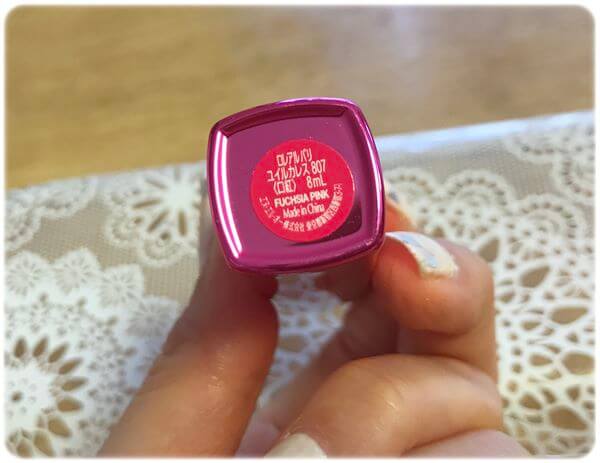 ロレアル パリ
ユイルカレス 807
(口紅) 8mL
FUCHSIA PINK
Made in China